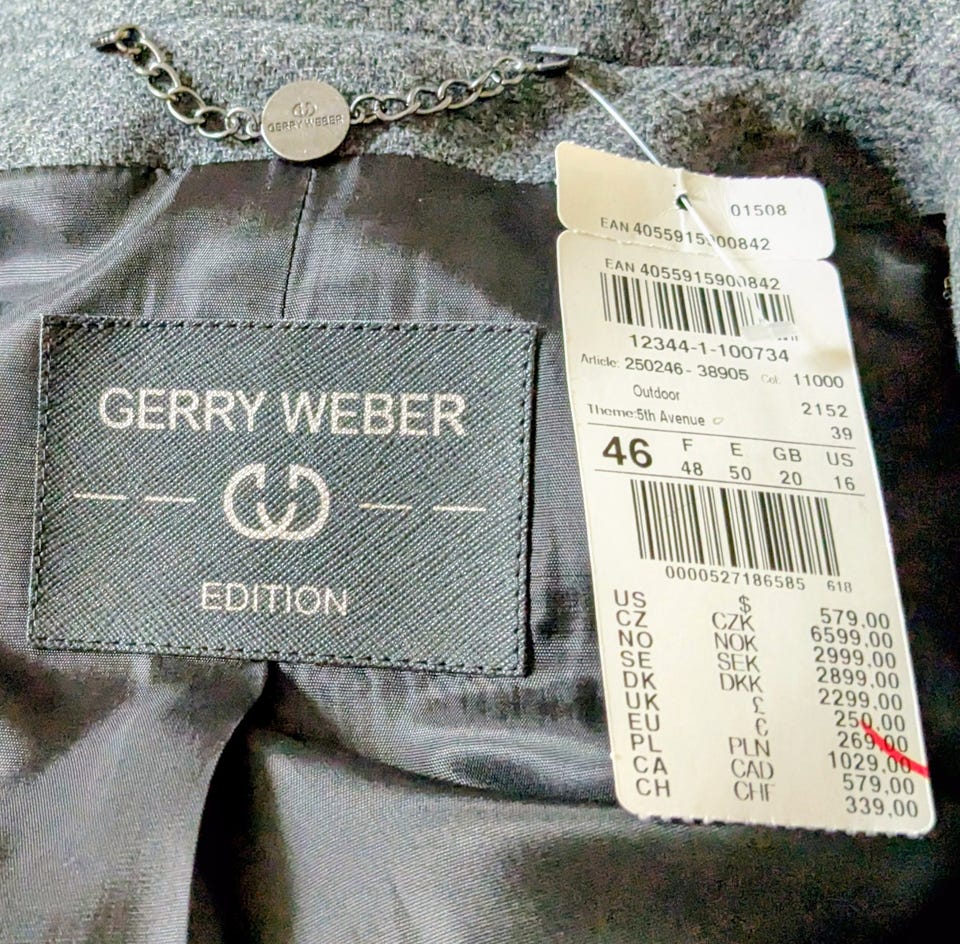 GERRY WEBER
GERRY WEBER
EDITION
01508
EAN 4055915900842
EAN 4055915900842
12344-1-100734
Article: 250246-38905 Col: 11000
Outdoor 2152
Theme:5th Avenue 39
46 F E GB US
48 50 20 16
0000527186585 618
US $ 579,00
CZ CZK 6599,00
NO NOK 2999,00
SE SEK 2899,00
DK DKK 2299,00
UK £ 250,00
EU € 269,00
PL PLN 1029,00
CA CAD 579,00
CH CHF 339,00